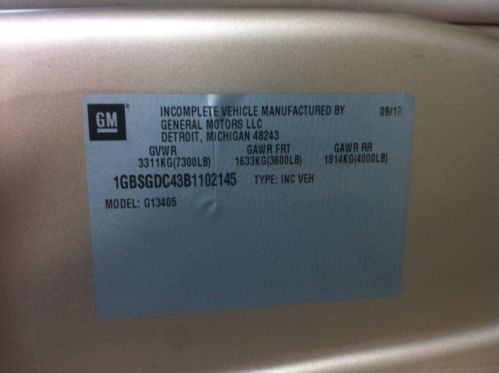 GM
INCOMPLETE VEHICLE MANUFACTURED BY 09/10
GENERAL MOTORS LLC
DETROIT, MICHIGAN 48243
GVWR GAWR FRT GAWR RR
3311KG(7300LB) 1633KG(3600LB) 1814KG(4000LB)
1GBSGDC43B1102145 TYPE: INC VEH
MODEL: G13405